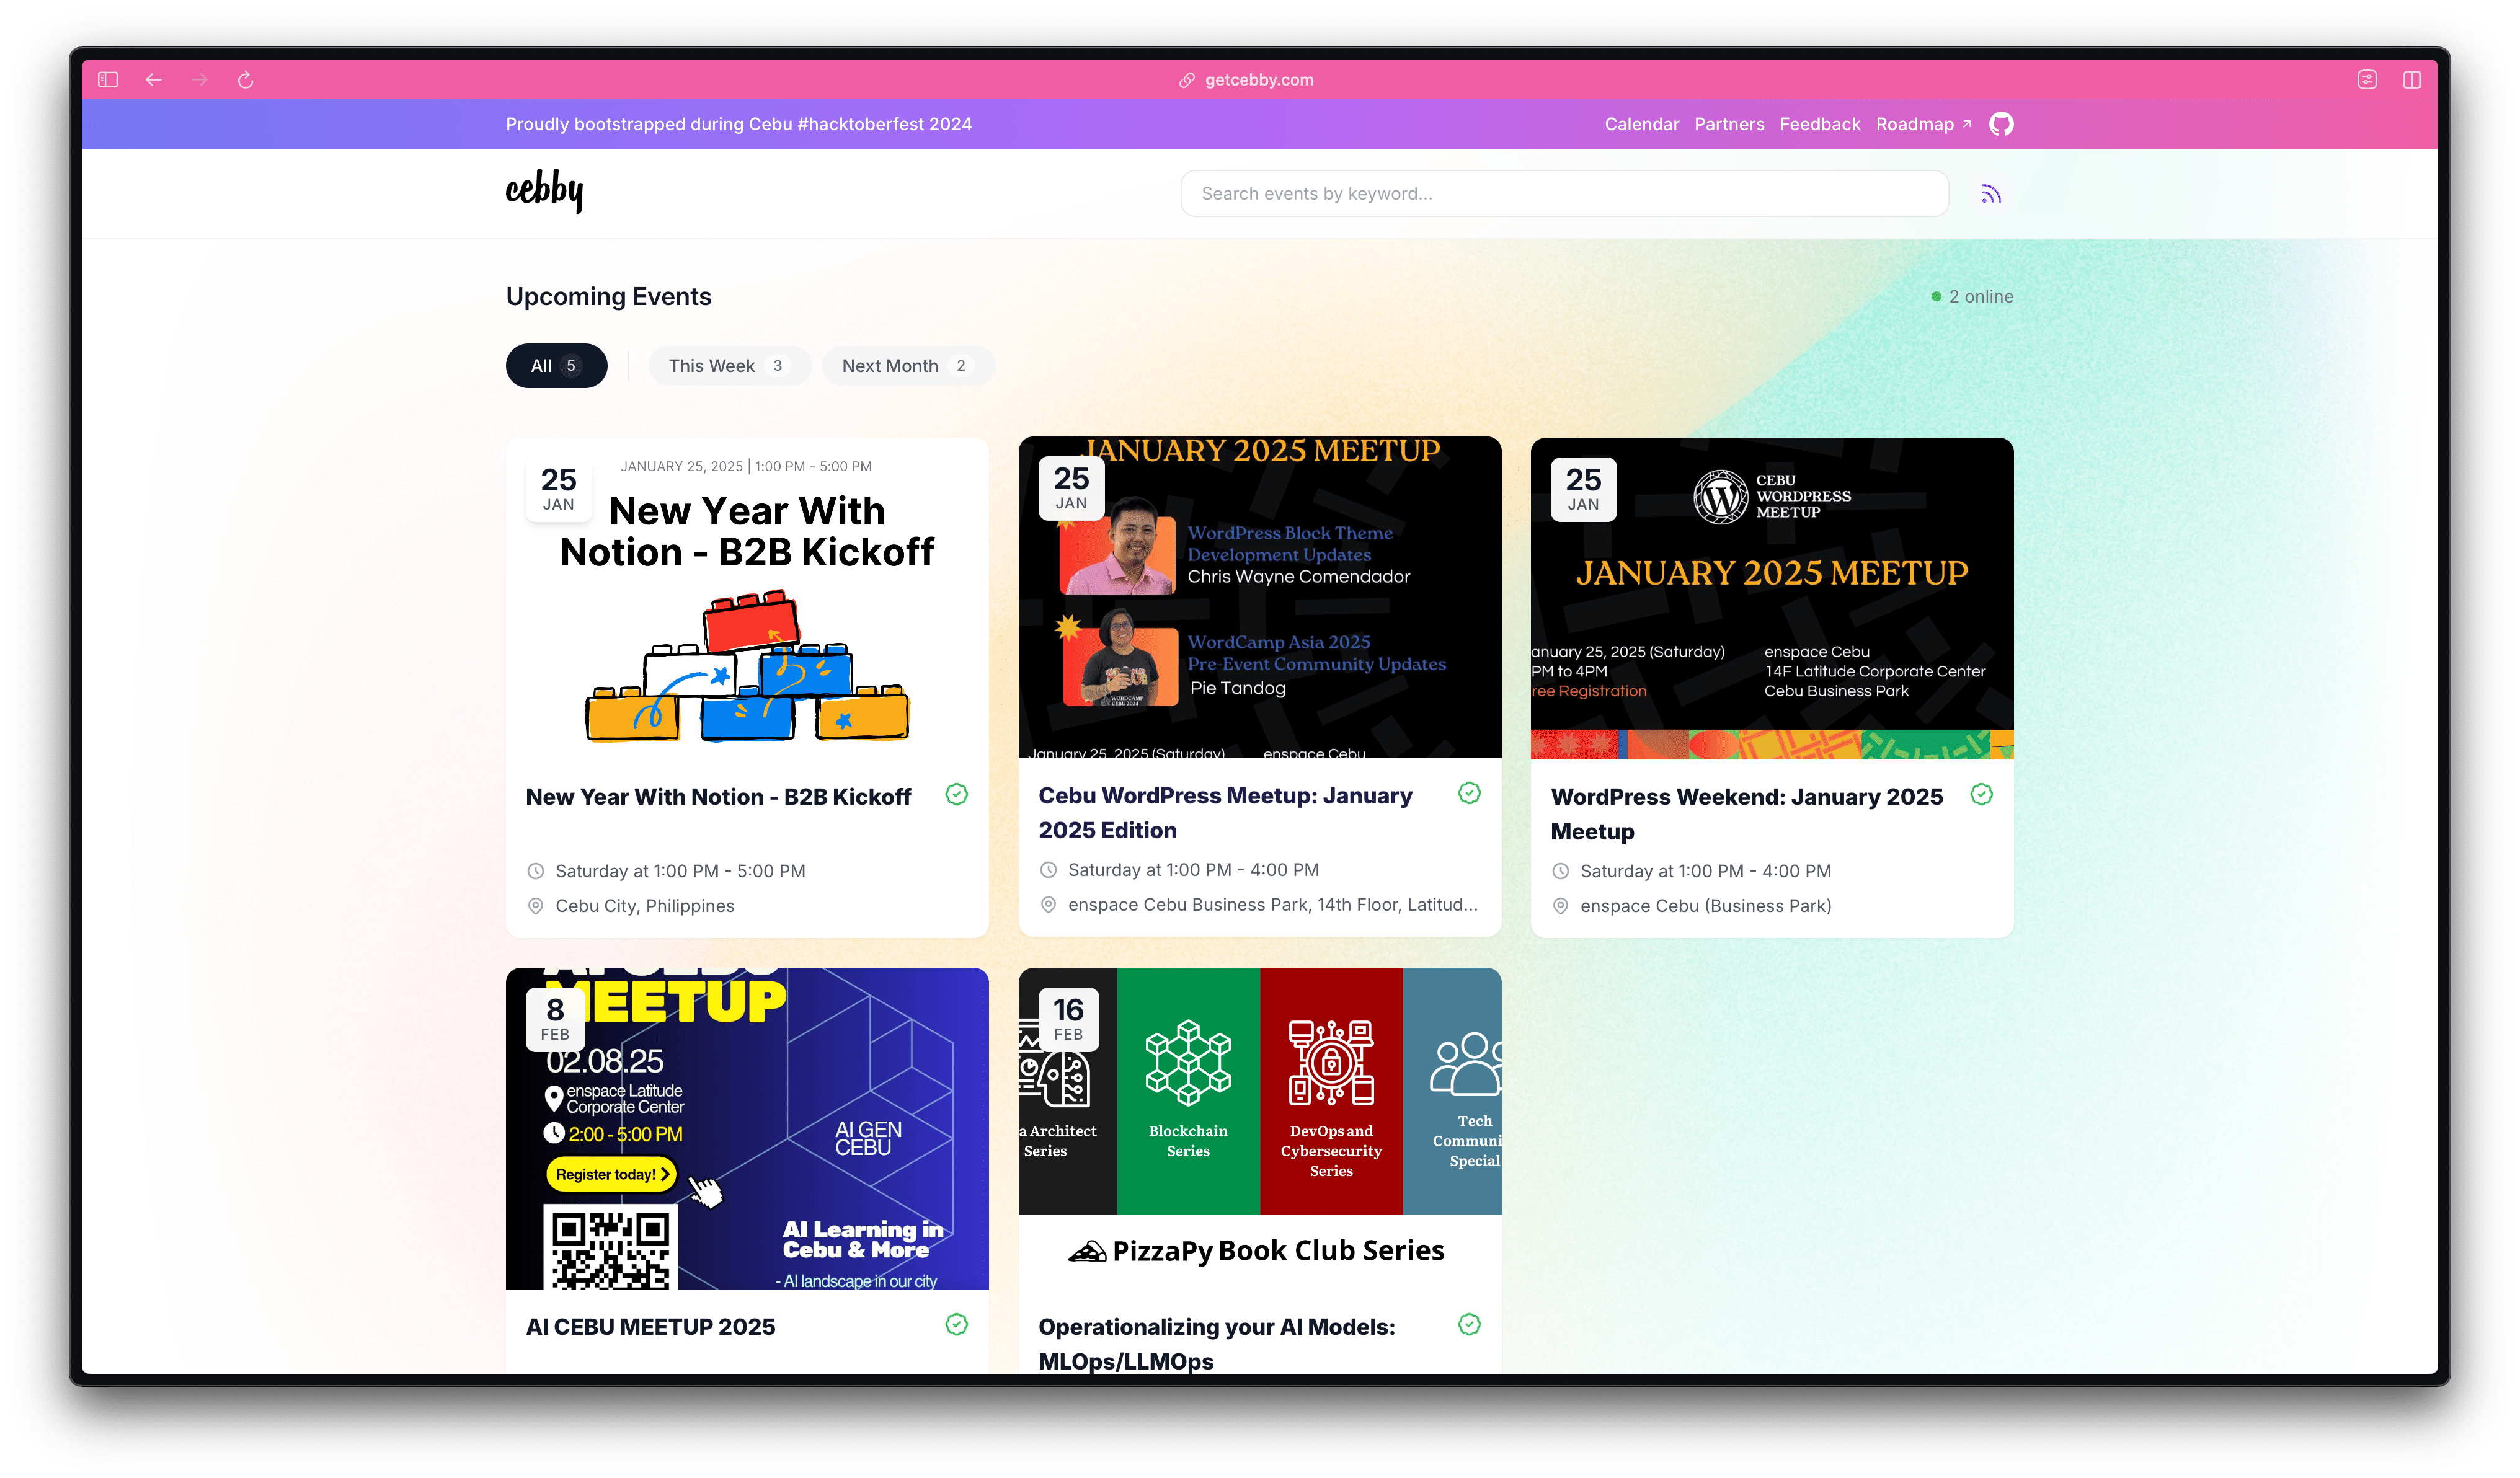 getcebby.com
Proudly bootstrapped during Cebu #hacktoberfest 2024
Calendar Partners Feedback Roadmap
cebby
Search events by keyword...
Upcoming Events
2 online
All 5
This Week 3
Next Month 2
25
JAN
JANUARY 25, 2025 | 1:00 PM - 5:00 PM
New Year With
Notion - B2B Kickoff
New Year With Notion - B2B Kickoff
Saturday at 1:00 PM - 5:00 PM
Cebu City, Philippines
JANUARY 2025 MEETUP
25
JAN
WordPress Block Theme
Development Updates
Chris Wayne Comendador
WordCamp Asia 2025
Pre-Event Community Updates
Pie Tandog
WORDCAMP
CEBU 2024
January 25, 2025 (Saturday)
enspace Cebu
Cebu WordPress Meetup: January
2025 Edition
Saturday at 1:00 PM - 4:00 PM
enspace Cebu Business Park, 14th Floor, Latitud...
25
JAN
CEBU
WORDPRESS
MEETUP
JANUARY 2025 MEETUP
anuary 25, 2025 (Saturday)
PM to 4PM
ree Registration
enspace Cebu
14F Latitude Corporate Center
Cebu Business Park
WordPress Weekend: January 2025
Meetup
Saturday at 1:00 PM - 4:00 PM
enspace Cebu (Business Park)
AI CEBU
MEETUP
8
FEB
02.08.25
enspace Latitude
Corporate Center
2:00 - 5:00 PM
Register today!
AI GEN
CEBU
AI Learning in
Cebu & More
- AI landscape in our city
AI CEBU MEETUP 2025
16
FEB
a Architect
Series
Blockchain
Series
DevOps and
Cybersecurity
Series
Tech
Communi
Special
PizzaPy Book Club Series
Operationalizing your AI Models:
MLOps/LLMOps